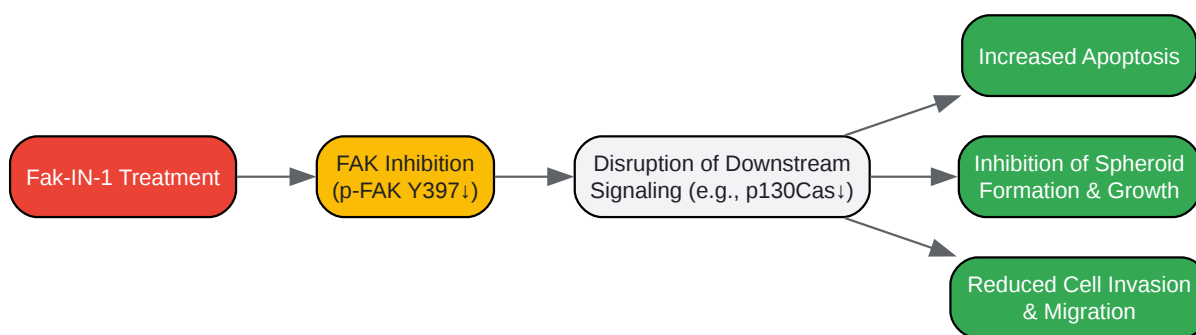 Fak-IN-1 Treatment
FAK Inhibition
(p-FAK Y397↓)
Disruption of Downstream
Signaling (e.g., p130Cas↓)
Increased Apoptosis
Inhibition of Spheroid
Formation & Growth
Reduced Cell Invasion
& Migration